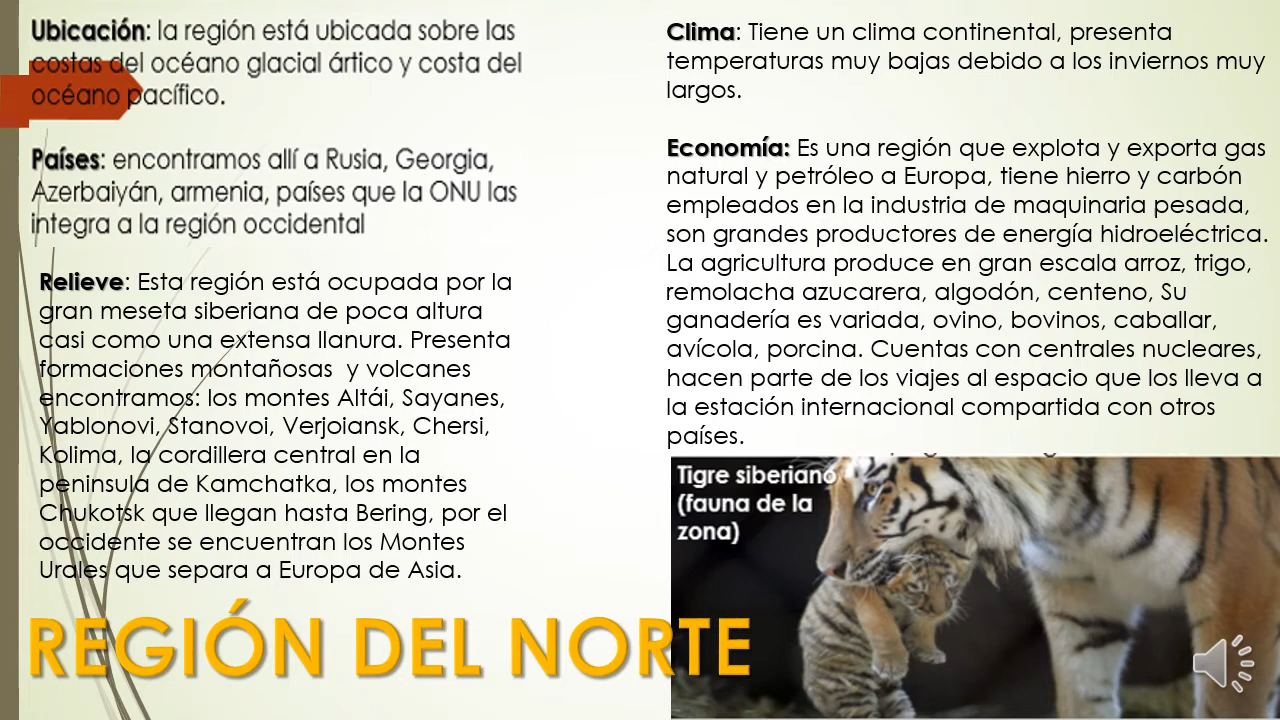 Ubicación: la región está ubicada sobre las
costas del océano glacial ártico y costa del
océano pacífico.
Países: encontramos allí a Rusia, Georgia,
Azerbaiyán, armenia, países que la ONU las
integra a la región occidental
Relieve: Esta región está ocupada por la
gran meseta siberiana de poca altura
casi como una extensa llanura. Presenta
formaciones montañosas y volcanes
encontramos: los montes Altái, Sayanes,
Yablonovi, Stanovoi, Verjoiansk, Chersi,
Kolima, la cordillera central en la
peninsula de Kamchatka, los montes
Chukotsk que llegan hasta Bering, por el
occidente se encuentran los Montes
Urales que separa a Europa de Asia.
REGIÓN DEL NORTE
Clima: Tiene un clima continental, presenta
temperaturas muy bajas debido a los inviernos muy
largos.
Economía: Es una región que explota y exporta gas
natural y petróleo a Europa, tiene hierro y carbón
empleados en la industria de maquinaria pesada,
son grandes productores de energía hidroeléctrica.
La agricultura produce en gran escala arroz, trigo,
remolacha azucarera, algodón, centeno, Su
ganadería es variada, ovino, bovinos, caballar,
avícola, porcina. Cuentas con centrales nucleares,
hacen parte de los viajes al espacio que los lleva a
la estación internacional compartida con otros
países.
Tigre siberiano
(fauna de la
zona)